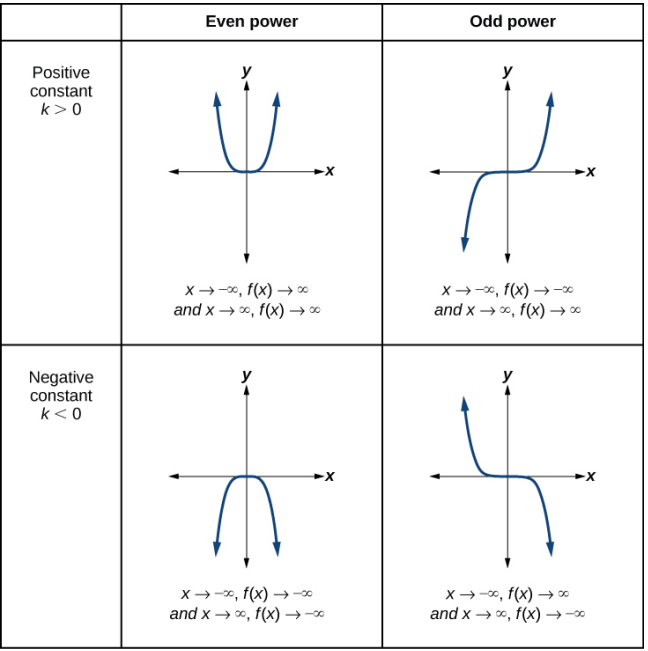 Even power
Odd power
Positive
constant
k > 0
y
x
x → −∞, f(x) → ∞
and x → ∞, f(x) → ∞
y
x
x → −∞, f(x) → −∞
and x → ∞, f(x) → ∞
Negative
constant
k < 0
y
x
x → −∞, f(x) → −∞
and x → ∞, f(x) → −∞
y
x
x → −∞, f(x) → ∞
and x → ∞, f(x) → −∞